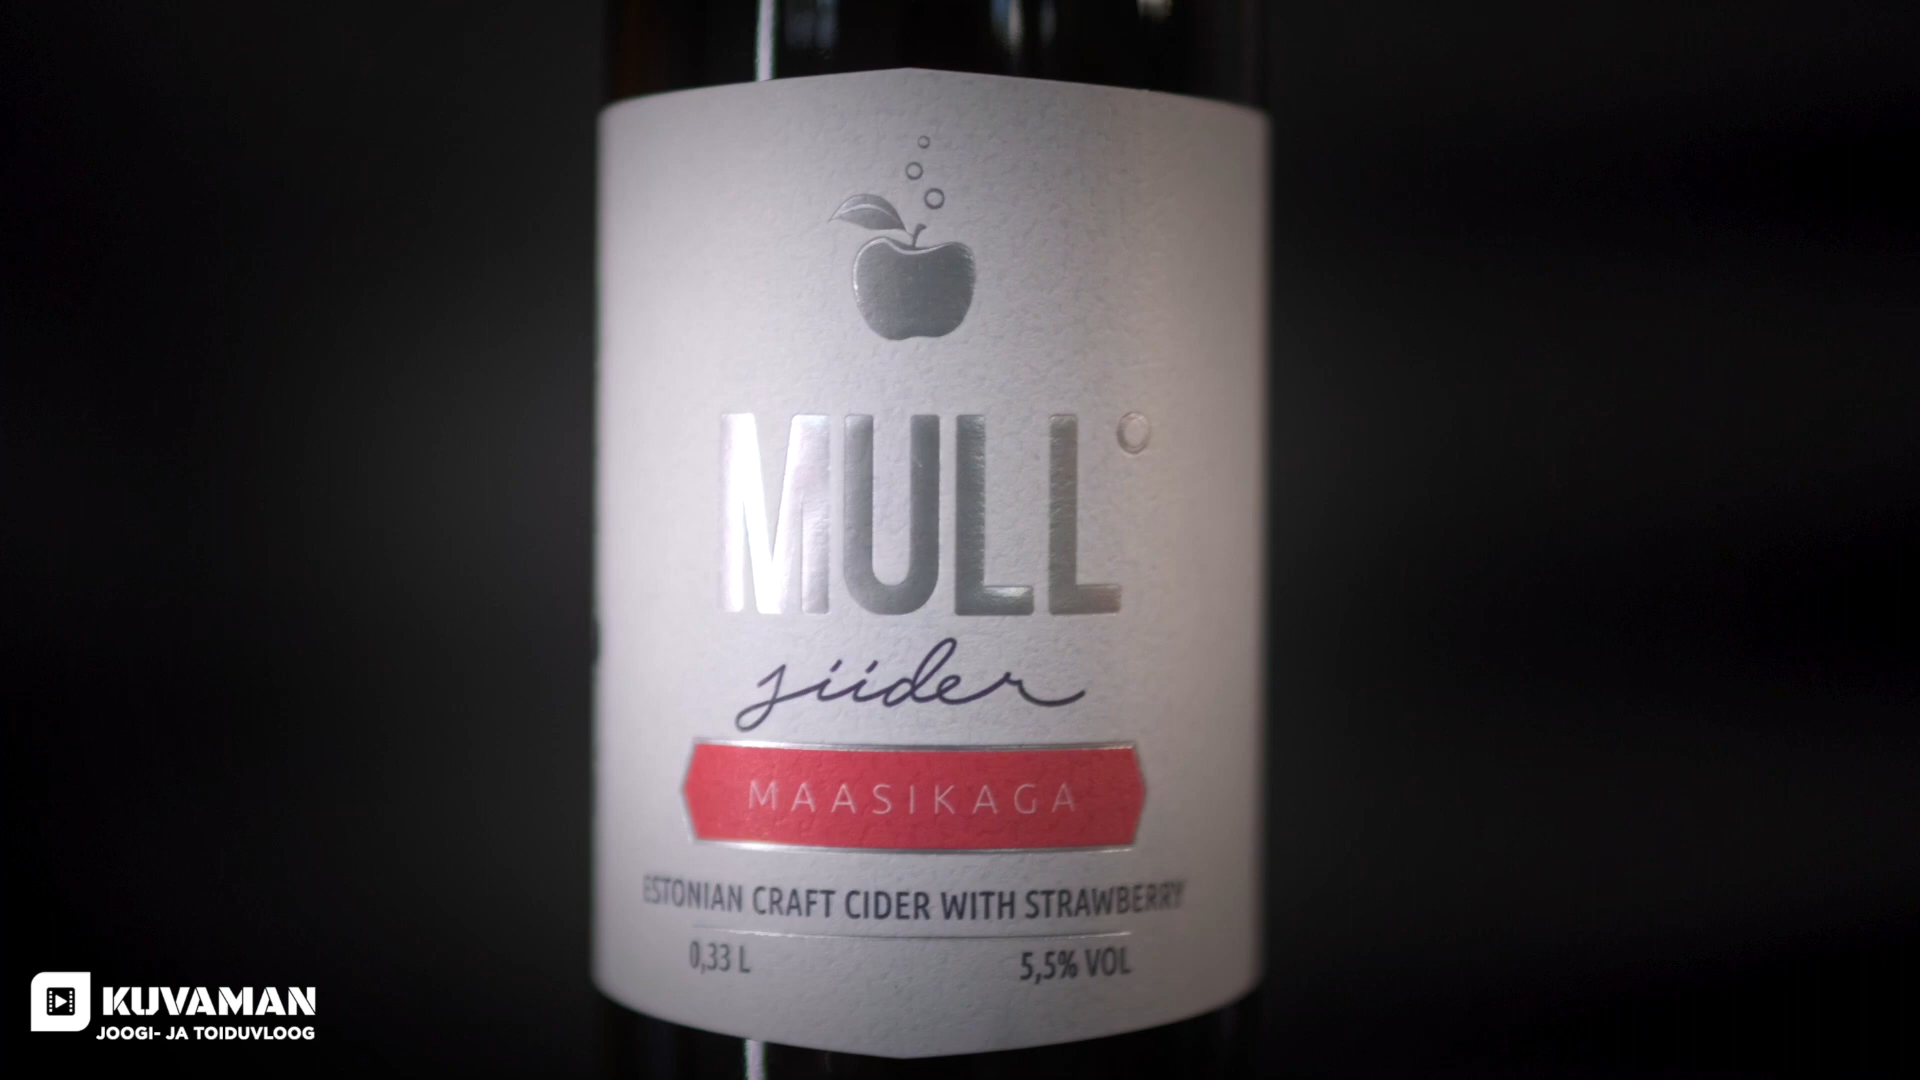 MULL°
siider
MAASIKAGA
ESTONIAN CRAFT CIDER WITH STRAWBERRY
0,33 L 5,5% VOL
KUVAMAN
JOOGI- JA TOIDUVLOOG